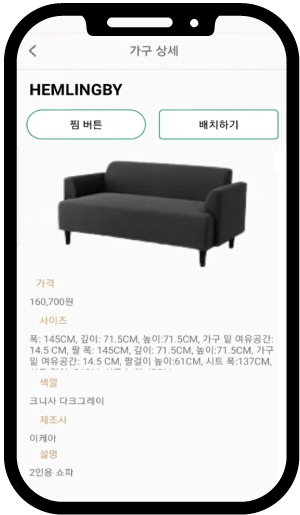 가구 상세
HEMLINGBY
찜 버튼
배치하기
가격
160,700원
사이즈
폭: 145CM, 깊이: 71.5CM, 높이:71.5CM, 가구 밑 여유공간:
14.5 CM, 팔 폭: 145CM, 깊이: 71.5CM, 높이:71.5CM, 가구
밑 여유공간: 14.5 CM, 팔걸이 높이:61CM, 시트 폭:137CM,
색깔
크니사 다크그레이
제조사
이케아
설명
2인용 쇼파